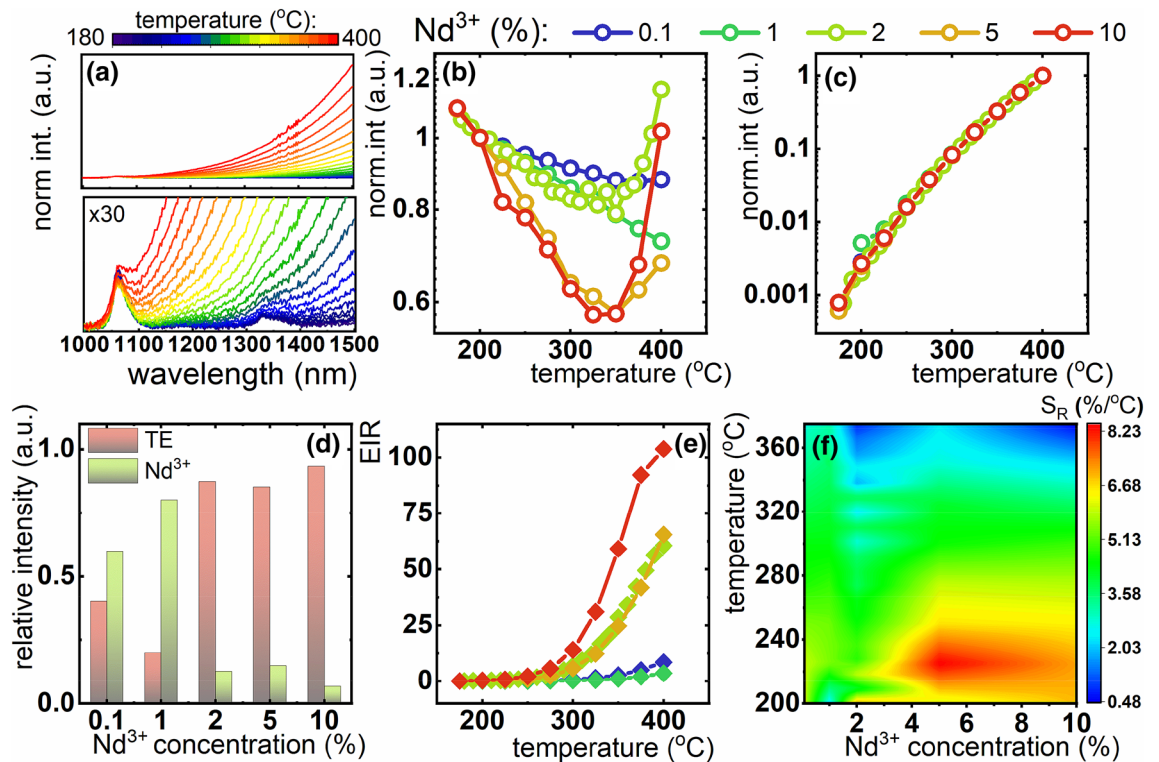 temperature (°C):
180 400
Nd³⁺ (%): 0.1 1 2 5 10
(a)
norm.int. (a.u.)
x30
1000 1100 1200 1300 1400 1500
wavelength (nm)
(b)
norm.int (a.u.)
1.2
1
0.8
0.6
200 300 400
temperature (°C)
(c)
norm.int (a.u.)
1
0.1
0.01
0.001
200 300 400
temperature (°C)
(d)
relative intensity (a.u.)
TE
Nd³⁺
1.0
0.5
0.0
0.1 1 2 5 10
Nd³⁺ concentration (%)
(e)
EIR
100
75
50
25
0
200 300 400
temperature (°C)
(f)
temperature (°C)
360
320
280
240
200
2 4 6 8 10
Nd³⁺ concentration (%)
S_R (%/°C)
8.23
6.68
5.13
3.58
2.03
0.48